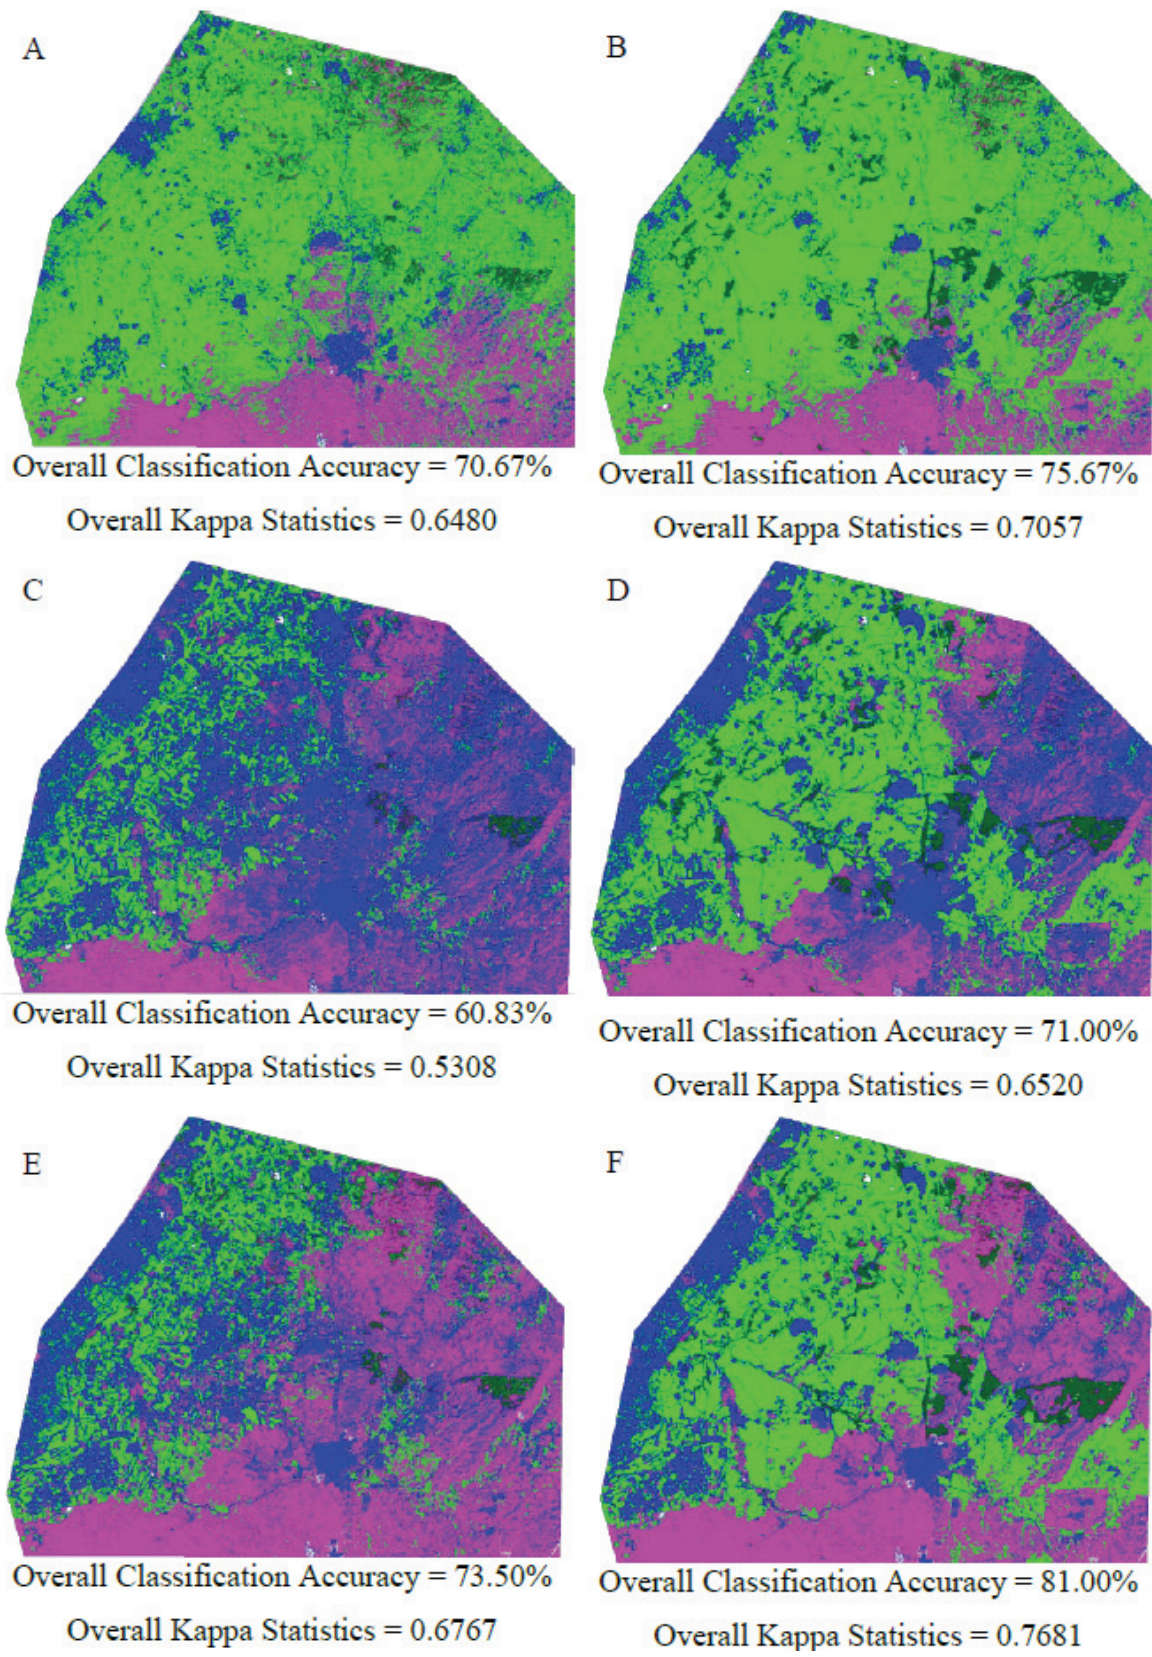 A
B
Overall Classification Accuracy = 70.67%
Overall Classification Accuracy = 75.67%
Overall Kappa Statistics = 0.6480
Overall Kappa Statistics = 0.7057
C
D
Overall Classification Accuracy = 60.83%
Overall Classification Accuracy = 71.00%
Overall Kappa Statistics = 0.5308
Overall Kappa Statistics = 0.6520
E
F
Overall Classification Accuracy = 73.50%
Overall Classification Accuracy = 81.00%
Overall Kappa Statistics = 0.6767
Overall Kappa Statistics = 0.7681